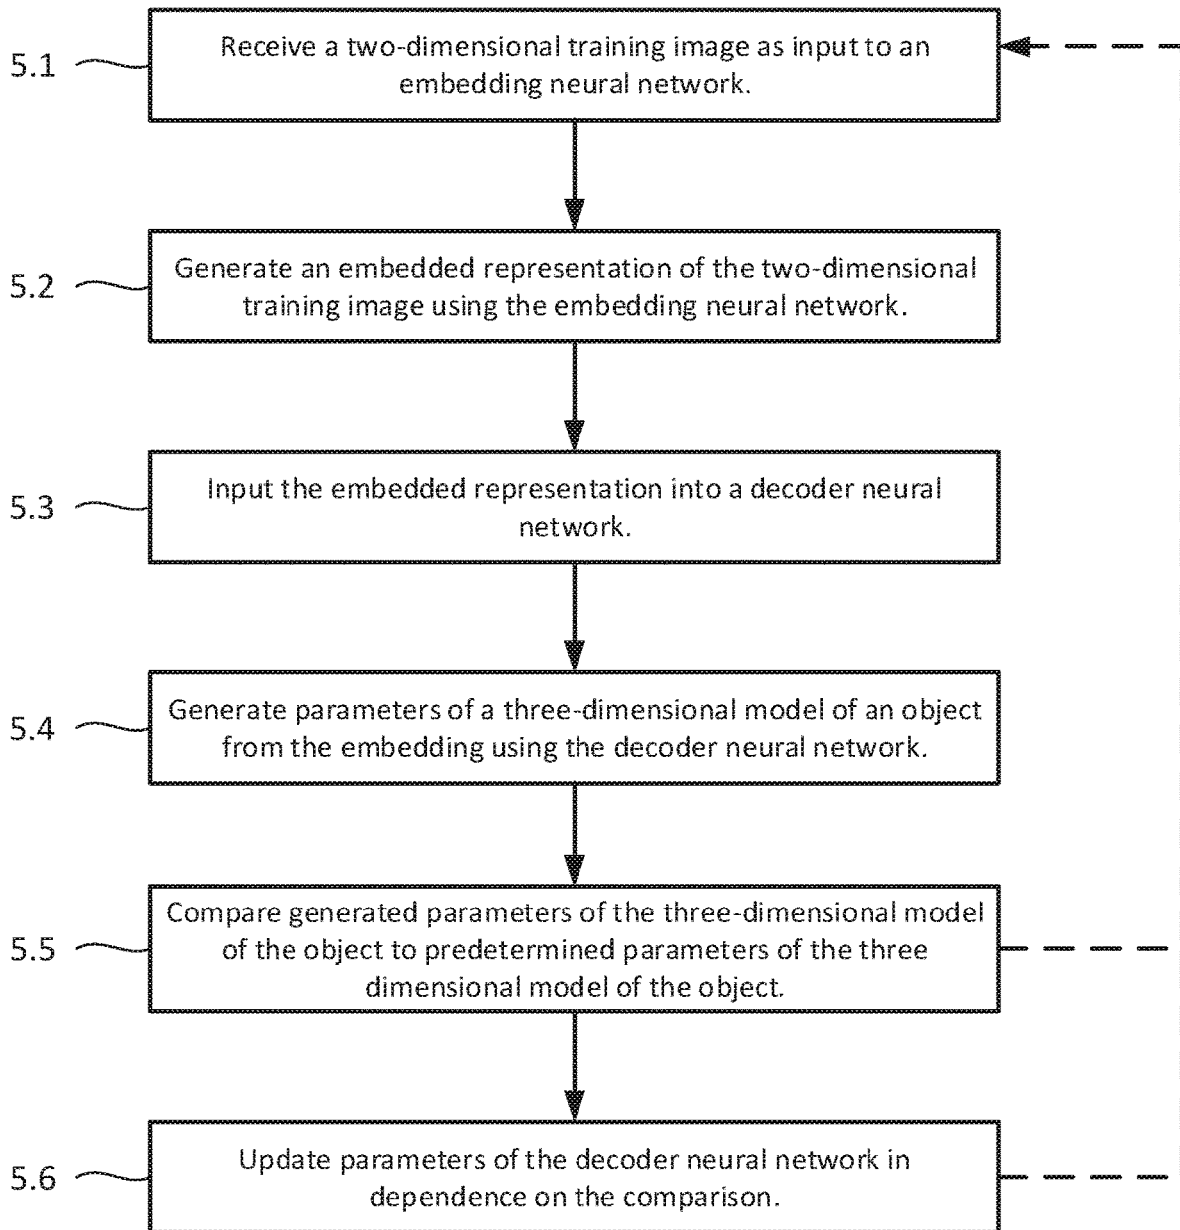 5.1
Receive a two-dimensional training image as input to an
embedding neural network.
5.2
Generate an embedded representation of the two-dimensional
training image using the embedding neural network.
5.3
Input the embedded representation into a decoder neural
network.
5.4
Generate parameters of a three-dimensional model of an object
from the embedding using the decoder neural network.
5.5
Compare generated parameters of the three-dimensional model
of the object to predetermined parameters of the three
dimensional model of the object.
5.6
Update parameters of the decoder neural network in
dependence on the comparison.